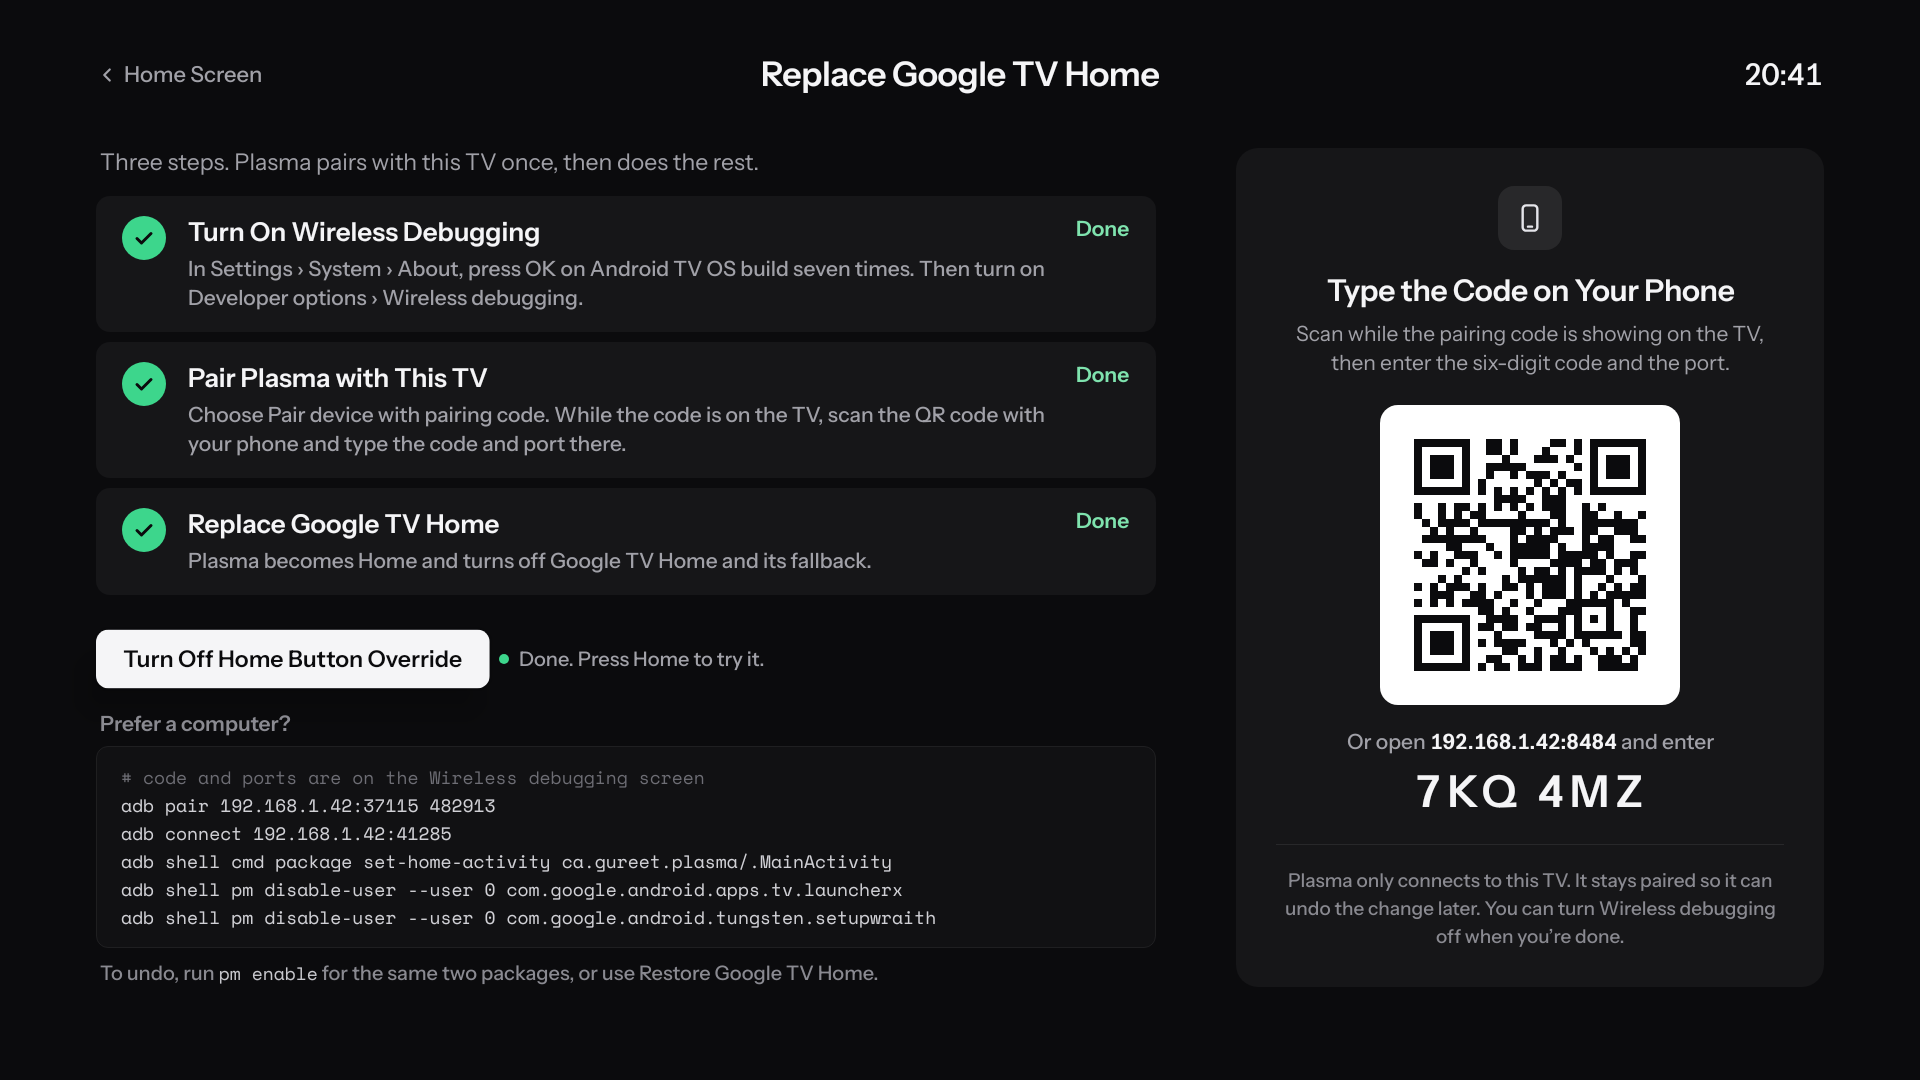 Home Screen
Replace Google TV Home
20:41
Three steps. Plasma pairs with this TV once, then does the rest.
Turn On Wireless Debugging
Done
In Settings › System › About, press OK on Android TV OS build seven times. Then turn on
Developer options › Wireless debugging.
Pair Plasma with This TV
Done
Choose Pair device with pairing code. While the code is on the TV, scan the QR code with
your phone and type the code and port there.
Replace Google TV Home
Done
Plasma becomes Home and turns off Google TV Home and its fallback.
Turn Off Home Button Override
Done. Press Home to try it.
Prefer a computer?
# code and ports are on the Wireless debugging screen
adb pair 192.168.1.42:37115 482913
adb connect 192.168.1.42:41285
adb shell cmd package set-home-activity ca.gureet.plasma/.MainActivity
adb shell pm disable-user --user 0 com.google.android.apps.tv.launcherx
adb shell pm disable-user --user 0 com.google.android.tungsten.setupwraith
To undo, run pm enable for the same two packages, or use Restore Google TV Home.
Type the Code on Your Phone
Scan while the pairing code is showing on the TV,
then enter the six-digit code and the port.
Or open 192.168.1.42:8484 and enter
7KQ 4MZ
Plasma only connects to this TV. It stays paired so it can
undo the change later. You can turn Wireless debugging
off when you’re done.